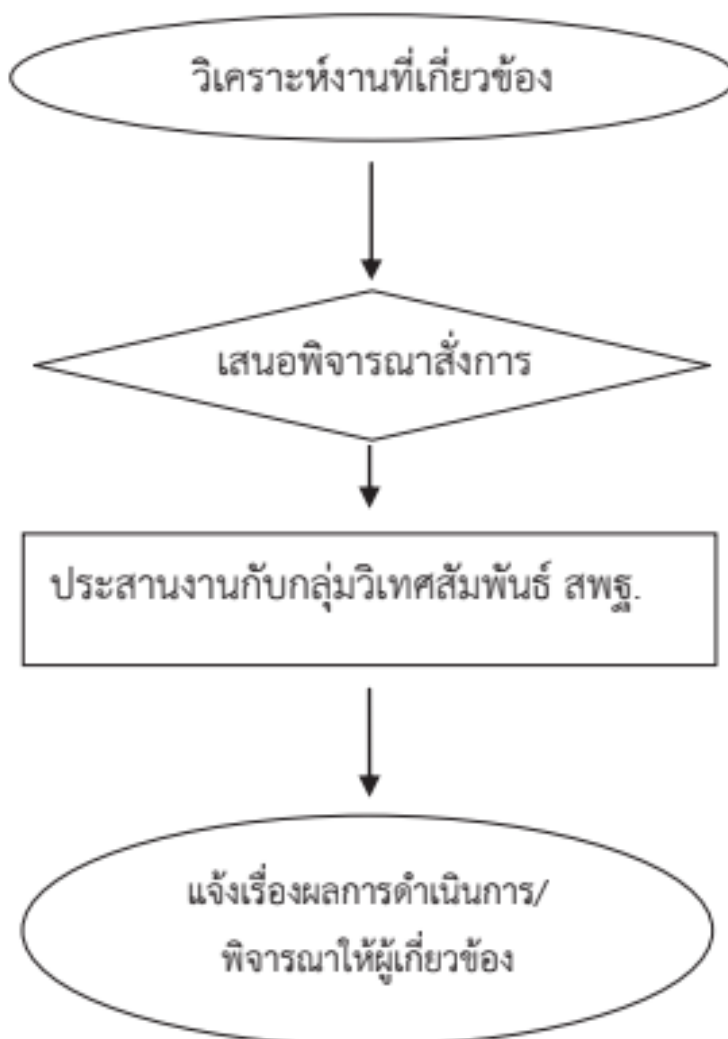 วิเคราะห์งานที่เกี่ยวข้อง
เสนอพิจารณาสั่งการ
ประสานงานกับกลุ่มวิเทศสัมพันธ์ สพฐ.
แจ้งเรื่องผลการดำเนินการ/
พิจารณาให้ผู้เกี่ยวข้อง